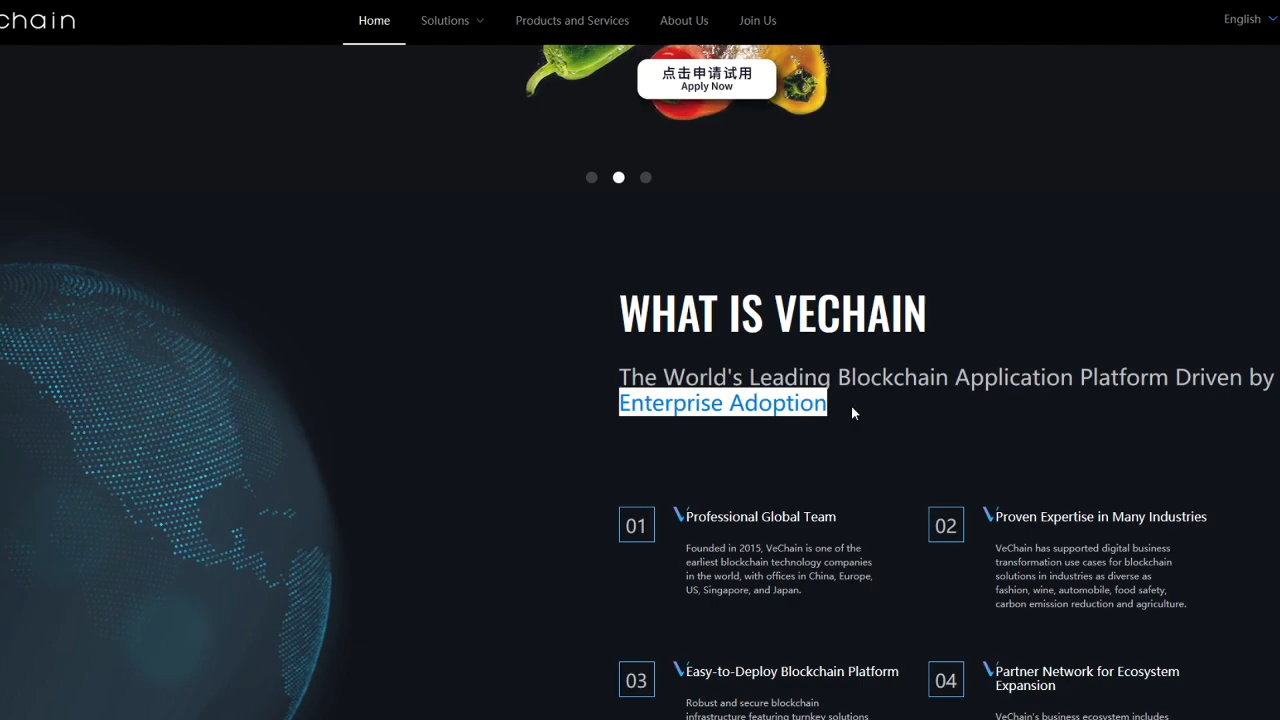 chain
Home Solutions Products and Services About Us Join Us English
点击申请试用
Apply Now
WHAT IS VECHAIN
The World's Leading Blockchain Application Platform Driven by
Enterprise Adoption
01
Professional Global Team
Founded in 2015, VeChain is one of the
earliest blockchain technology companies
in the world, with offices in China, Europe,
US, Singapore, and Japan.
02
Proven Expertise in Many Industries
VeChain has supported digital business
transformation use cases for blockchain
solutions in industries as diverse as
fashion, wine, automobile, food safety,
carbon emission reduction and agriculture.
03
Easy-to-Deploy Blockchain Platform
Robust and secure blockchain
infrastructure featuring turnkey solutions
04
Partner Network for Ecosystem
Expansion
VeChain's business ecosystem includes